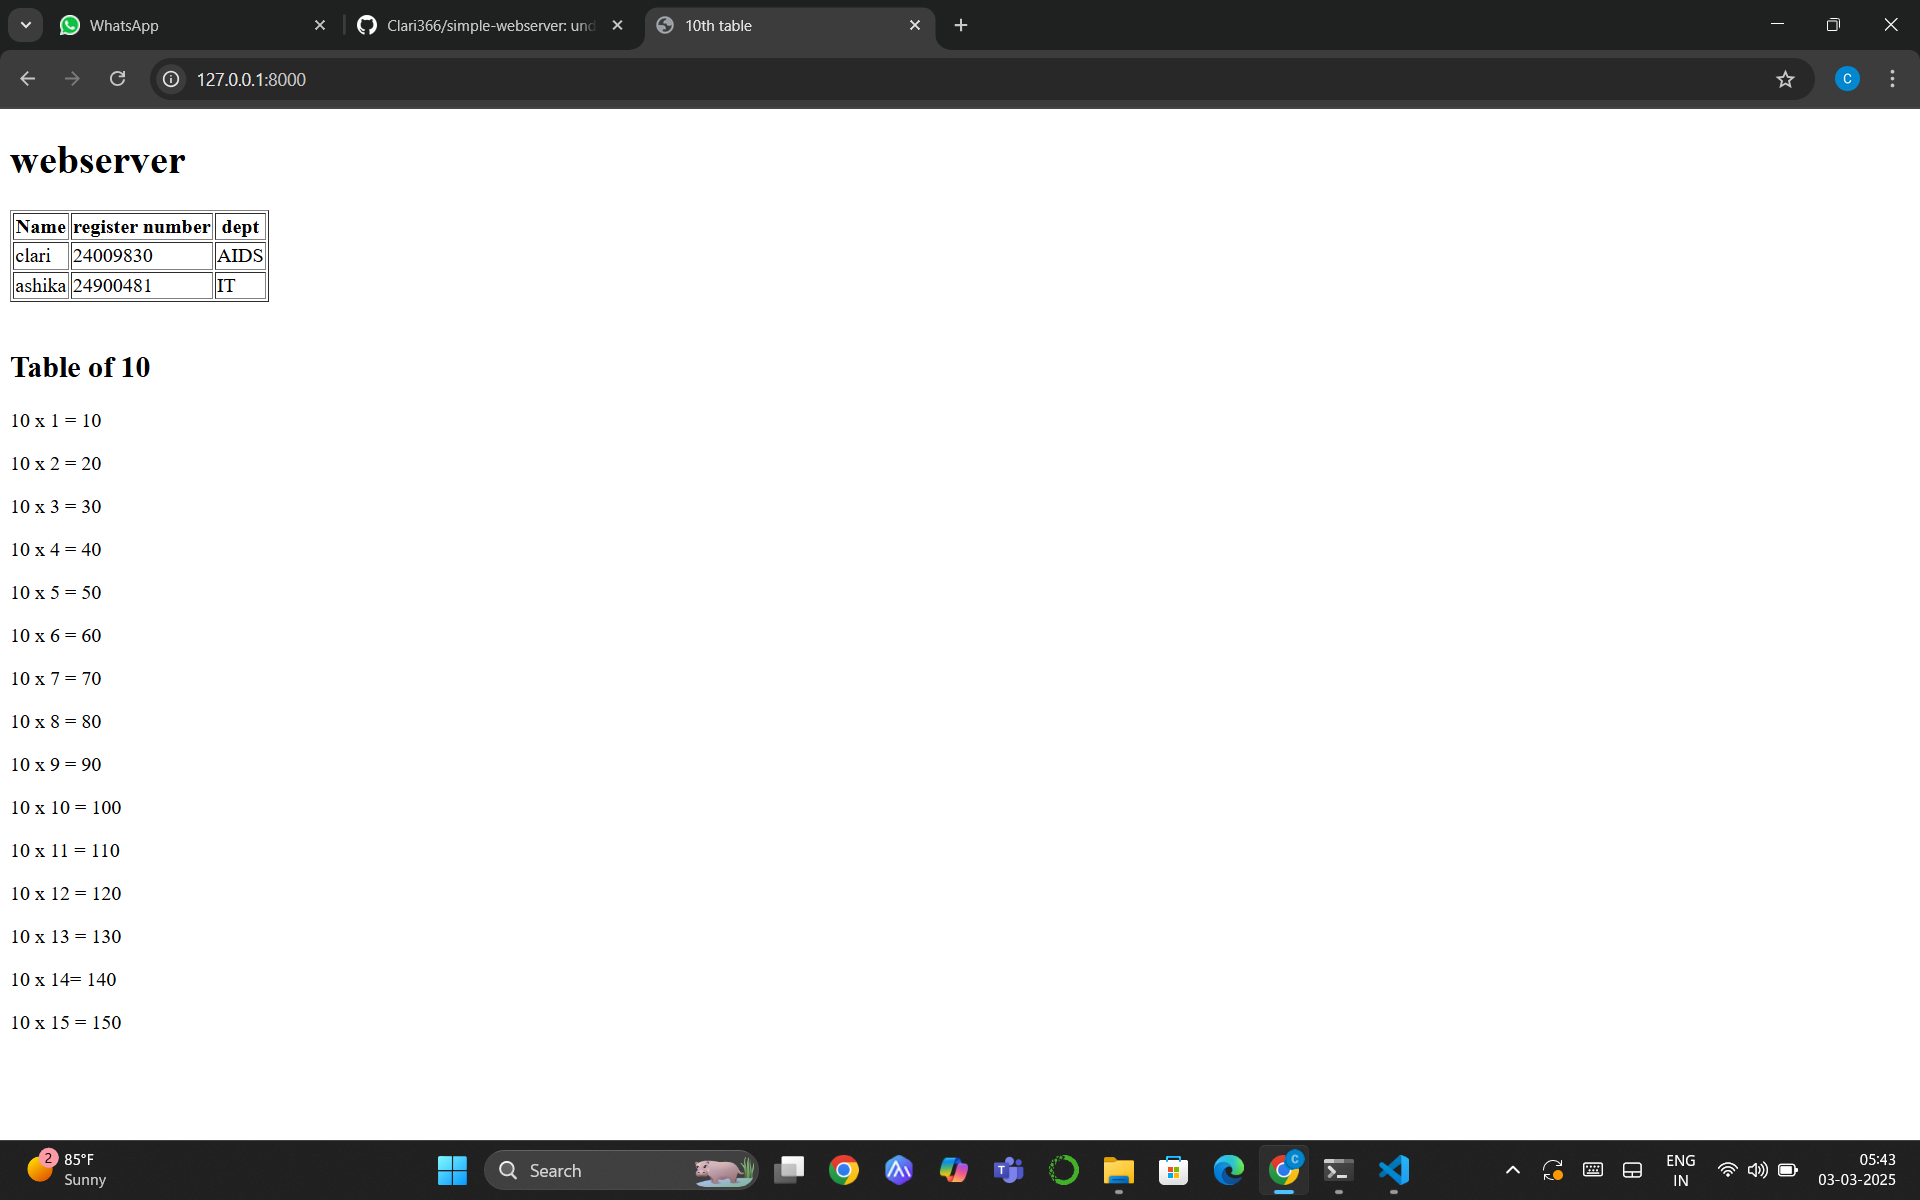 WhatsApp
Clari366/simple-webserver: und
10th table
127.0.0.1:8000
C
webserver
Name register number dept
clari 24009830 AIDS
ashika 24900481 IT
Table of 10
10 x 1 = 10
10 x 2 = 20
10 x 3 = 30
10 x 4 = 40
10 x 5 = 50
10 x 6 = 60
10 x 7 = 70
10 x 8 = 80
10 x 9 = 90
10 x 10 = 100
10 x 11 = 110
10 x 12 = 120
10 x 13 = 130
10 x 14= 140
10 x 15 = 150
2
85°F
Sunny
Search
T
C
ENG
IN
05:43
03-03-2025